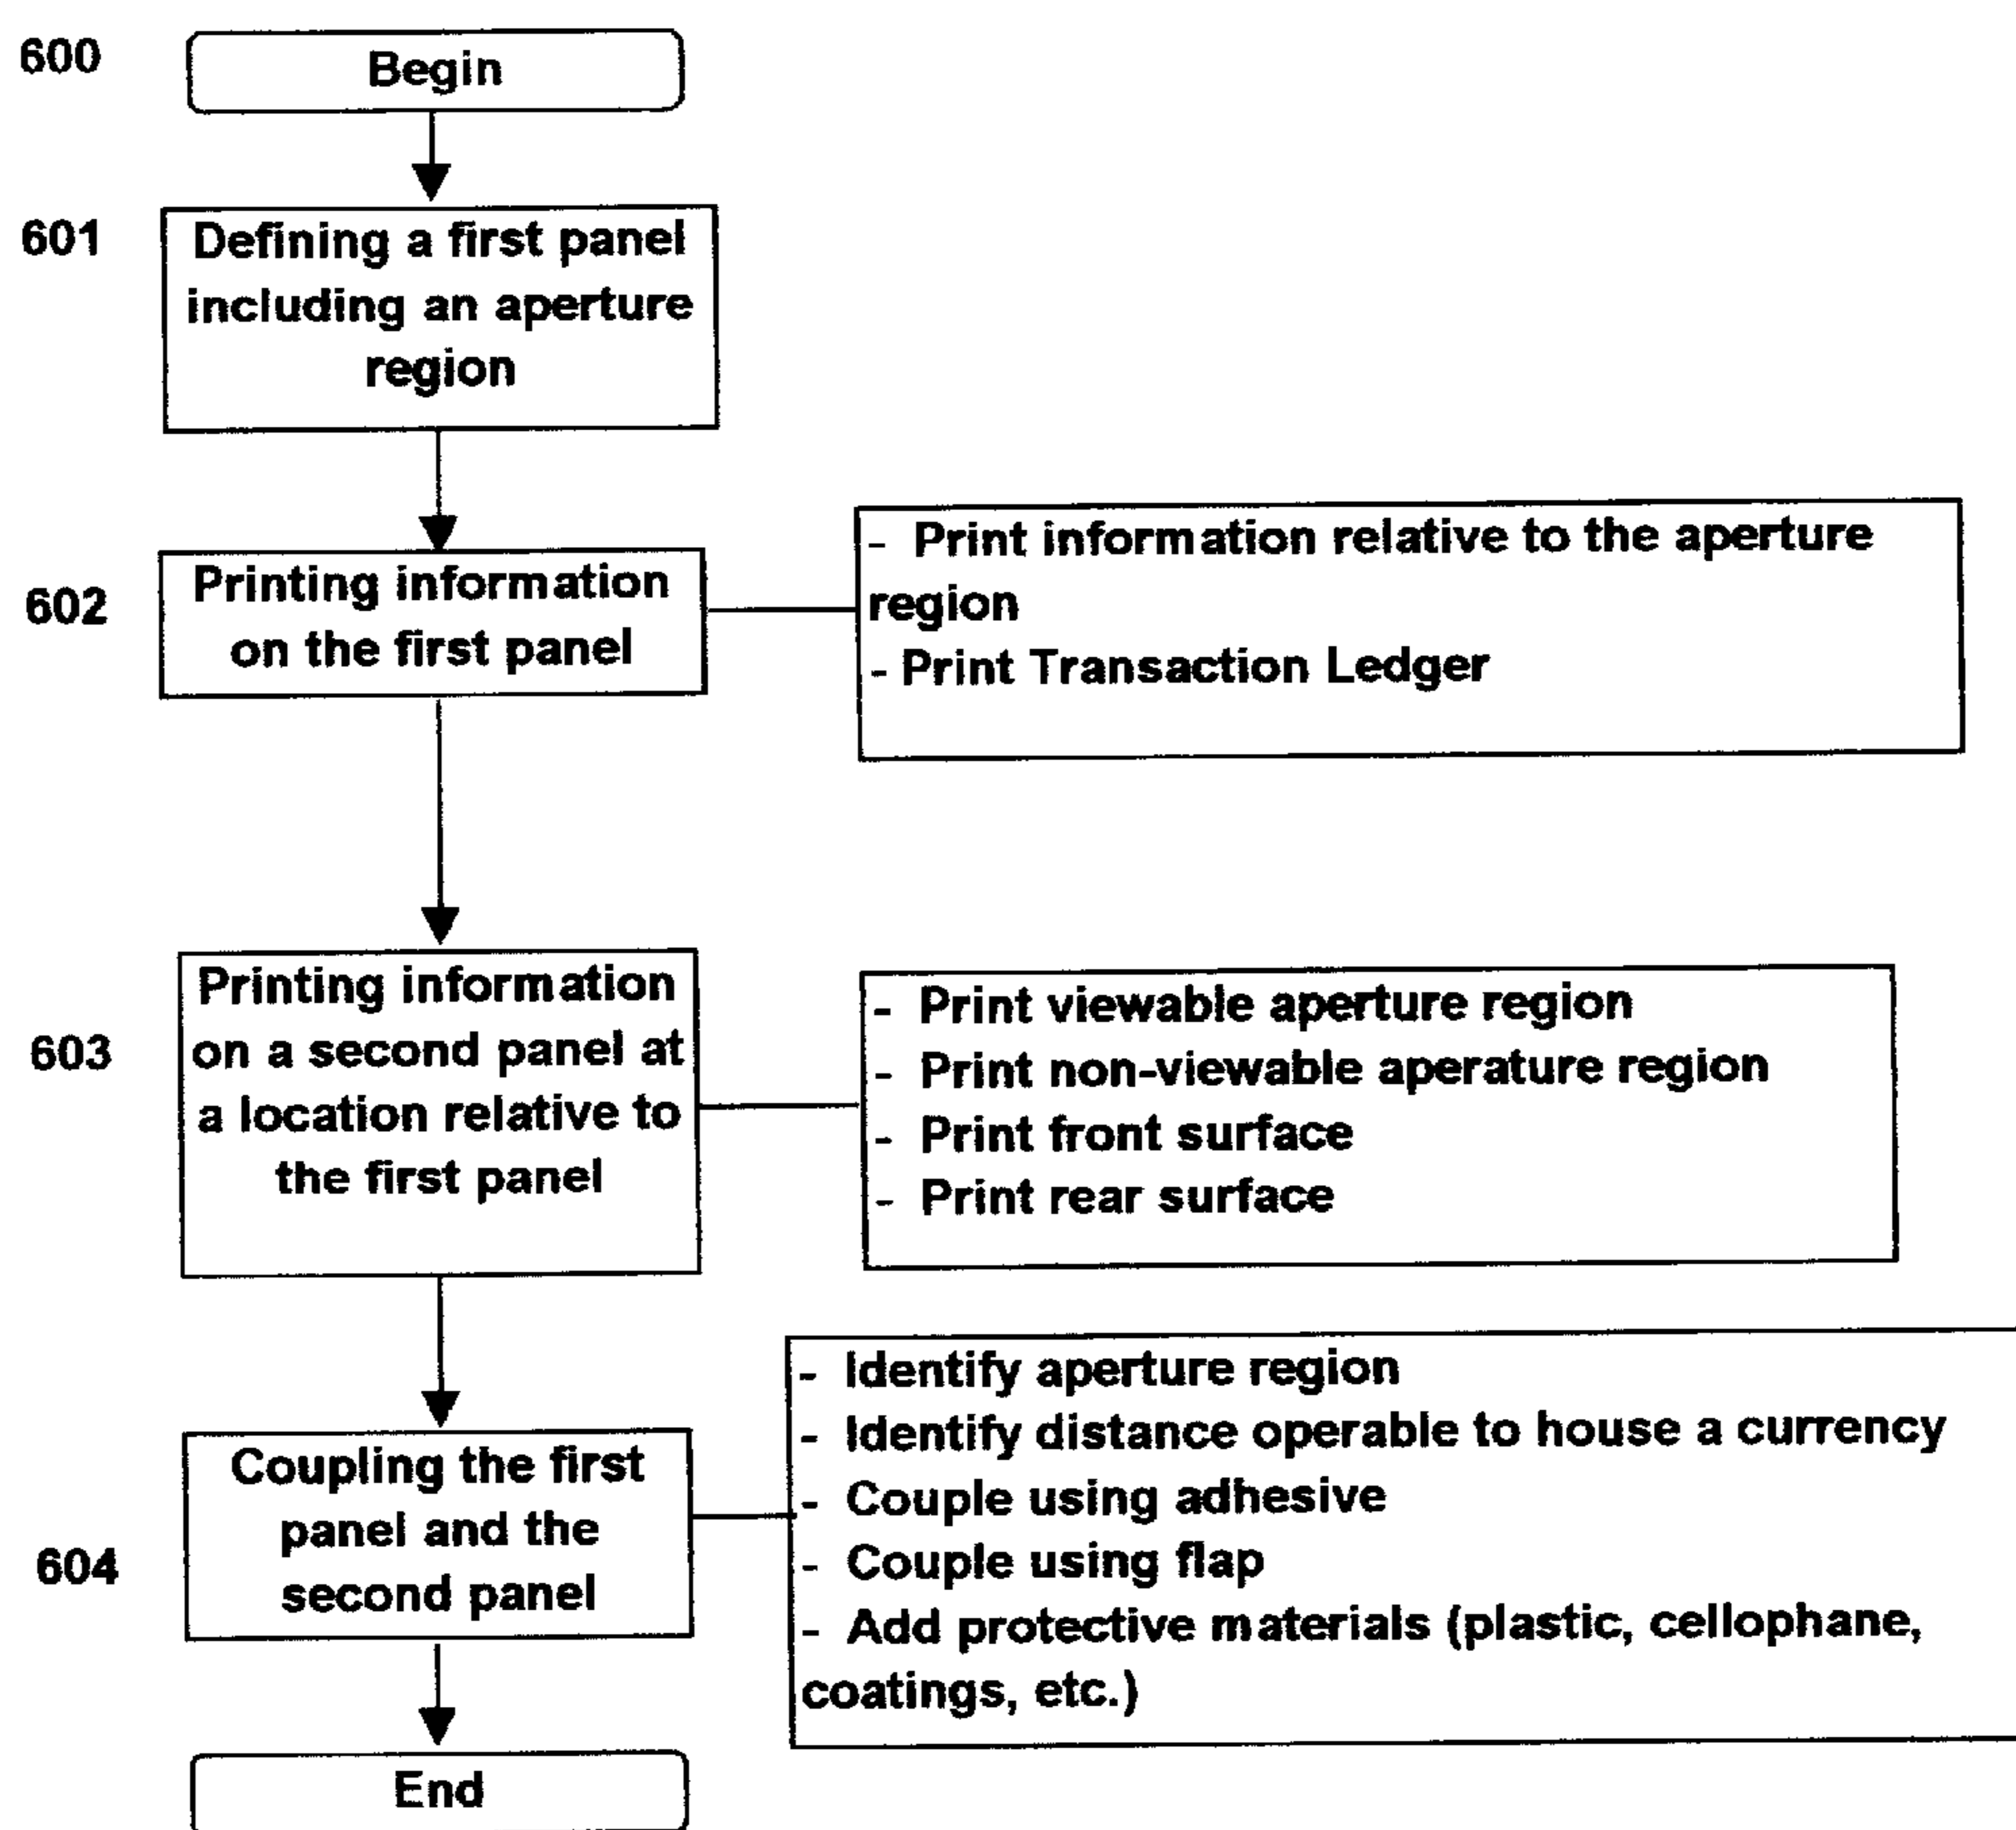 600
Begin
601
Defining a first panel
including an aperture
region
602
Printing information
on the first panel
- Print information relative to the aperture
region
- Print Transaction Ledger
603
Printing information
on a second panel at
a location relative to
the first panel
- Print viewable aperture region
- Print non-viewable aperature region
- Print front surface
- Print rear surface
604
Coupling the first
panel and the
second panel
- Identify aperture region
- Identify distance operable to house a currency
- Couple using adhesive
- Couple using flap
- Add protective materials (plastic, cellophane,
coatings, etc.)
End